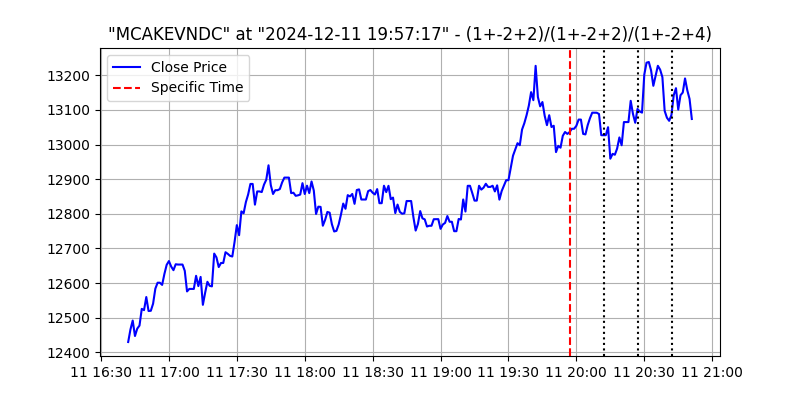 "MCAKEVNDC" at "2024-12-11 19:57:17" - (1+-2+2)/(1+-2+2)/(1+-2+4)
Close Price
Specific Time
13200
13100
13000
12900
12800
12700
12600
12500
12400
11 16:30 11 17:00 11 17:30 11 18:00 11 18:30 11 19:00 11 19:30 11 20:00 11 20:30 11 21:00